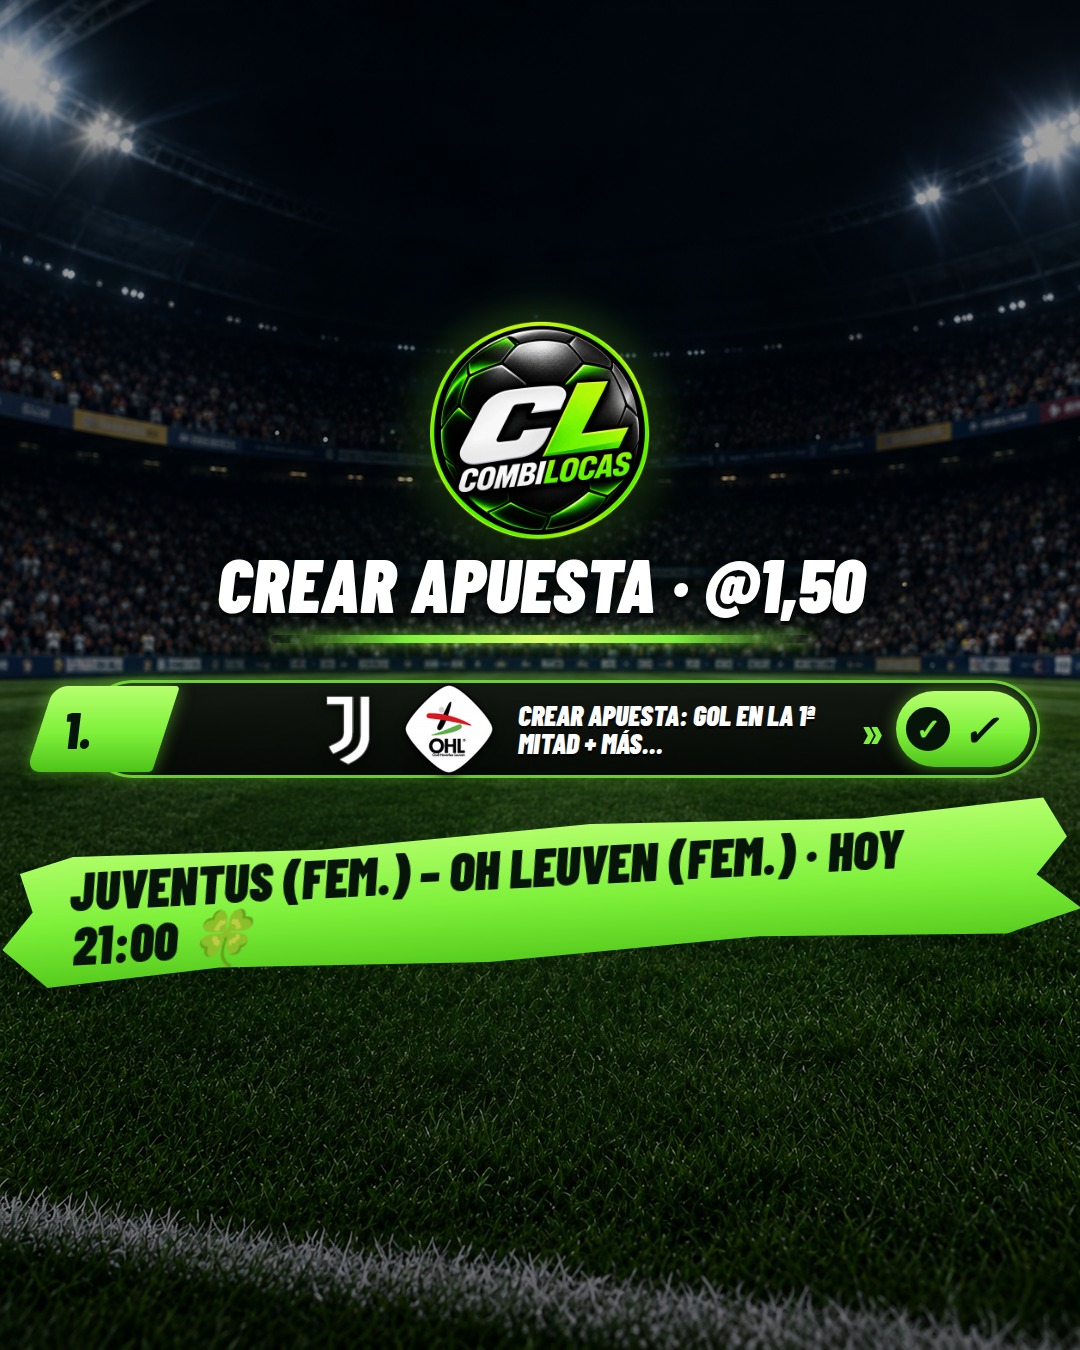 CL
COMBILOCAS
CREAR APUESTA · @1,50
1.
OHL
CREAR APUESTA: GOL EN LA 1ª
MITAD + MÁS...
» ✓ ✓
JUVENTUS (FEM.) – OH LEUVEN (FEM.) · HOY
21:00 🍀